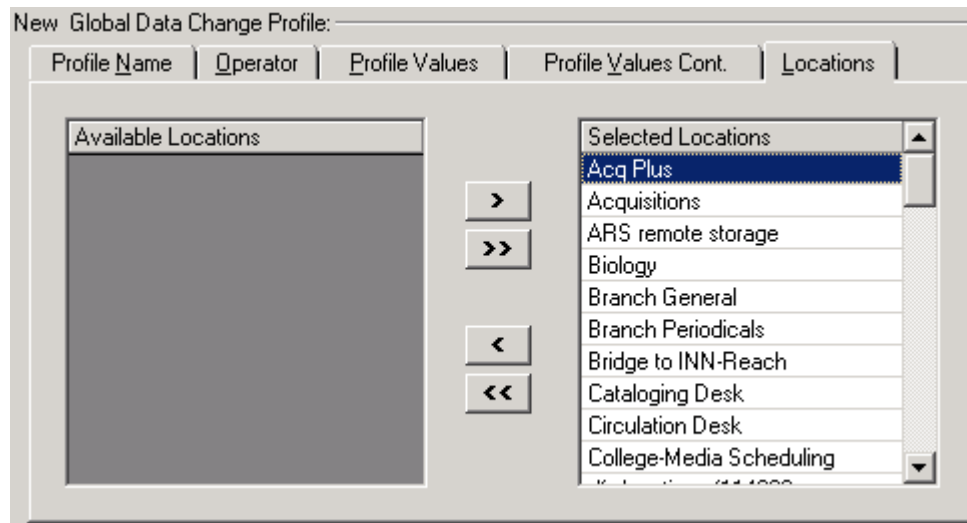 New Global Data Change Profile:
Profile Name Operator Profile Values Profile Values Cont. Locations
Available Locations
Selected Locations
Acq Plus
Acquisitions
ARS remote storage
Biology
Branch General
Branch Periodicals
Bridge to INN-Reach
Cataloging Desk
Circulation Desk
College-Media Scheduling
>
>>
<
<<